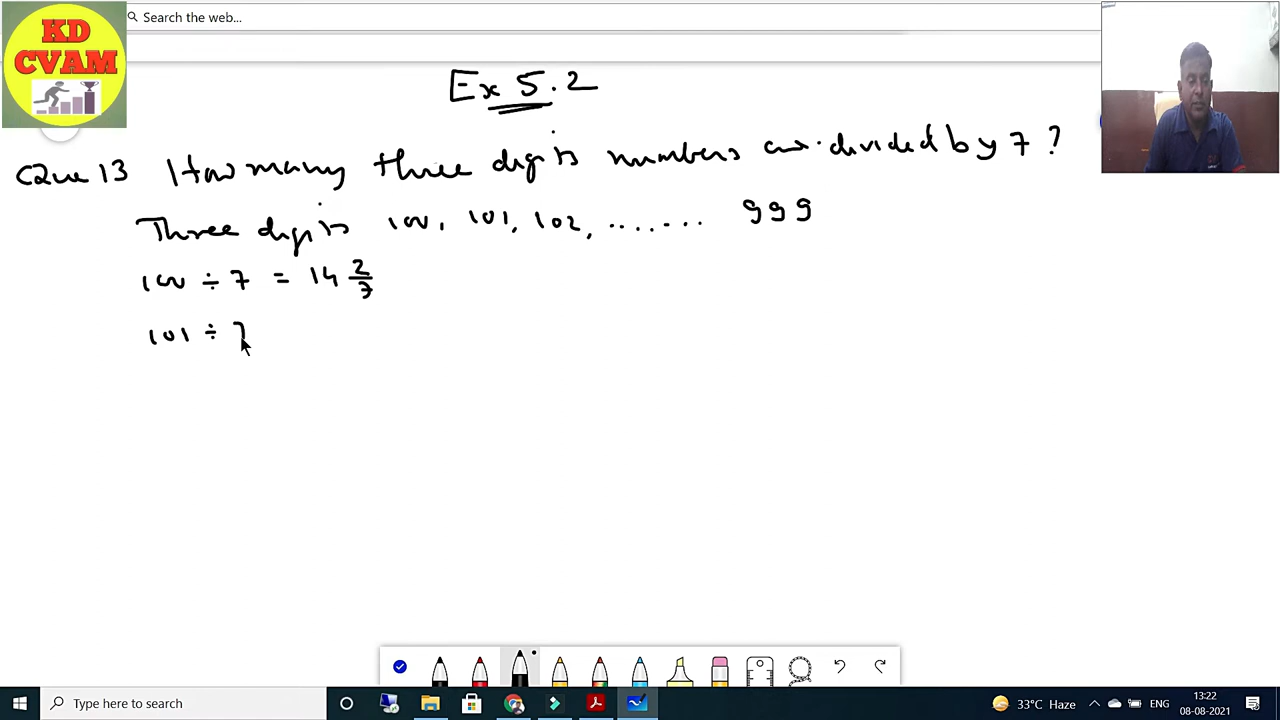 KD
CVAM
Search the web...
Ex 5.2
Que 13 How many three digits numbers are divided by 7 ?
Three digits 100, 101, 102, ....... 999
100 ÷ 7 = 14 2/7
101 ÷ 7
Type here to search
33°C Haze
ENG
13:22
08-08-2021